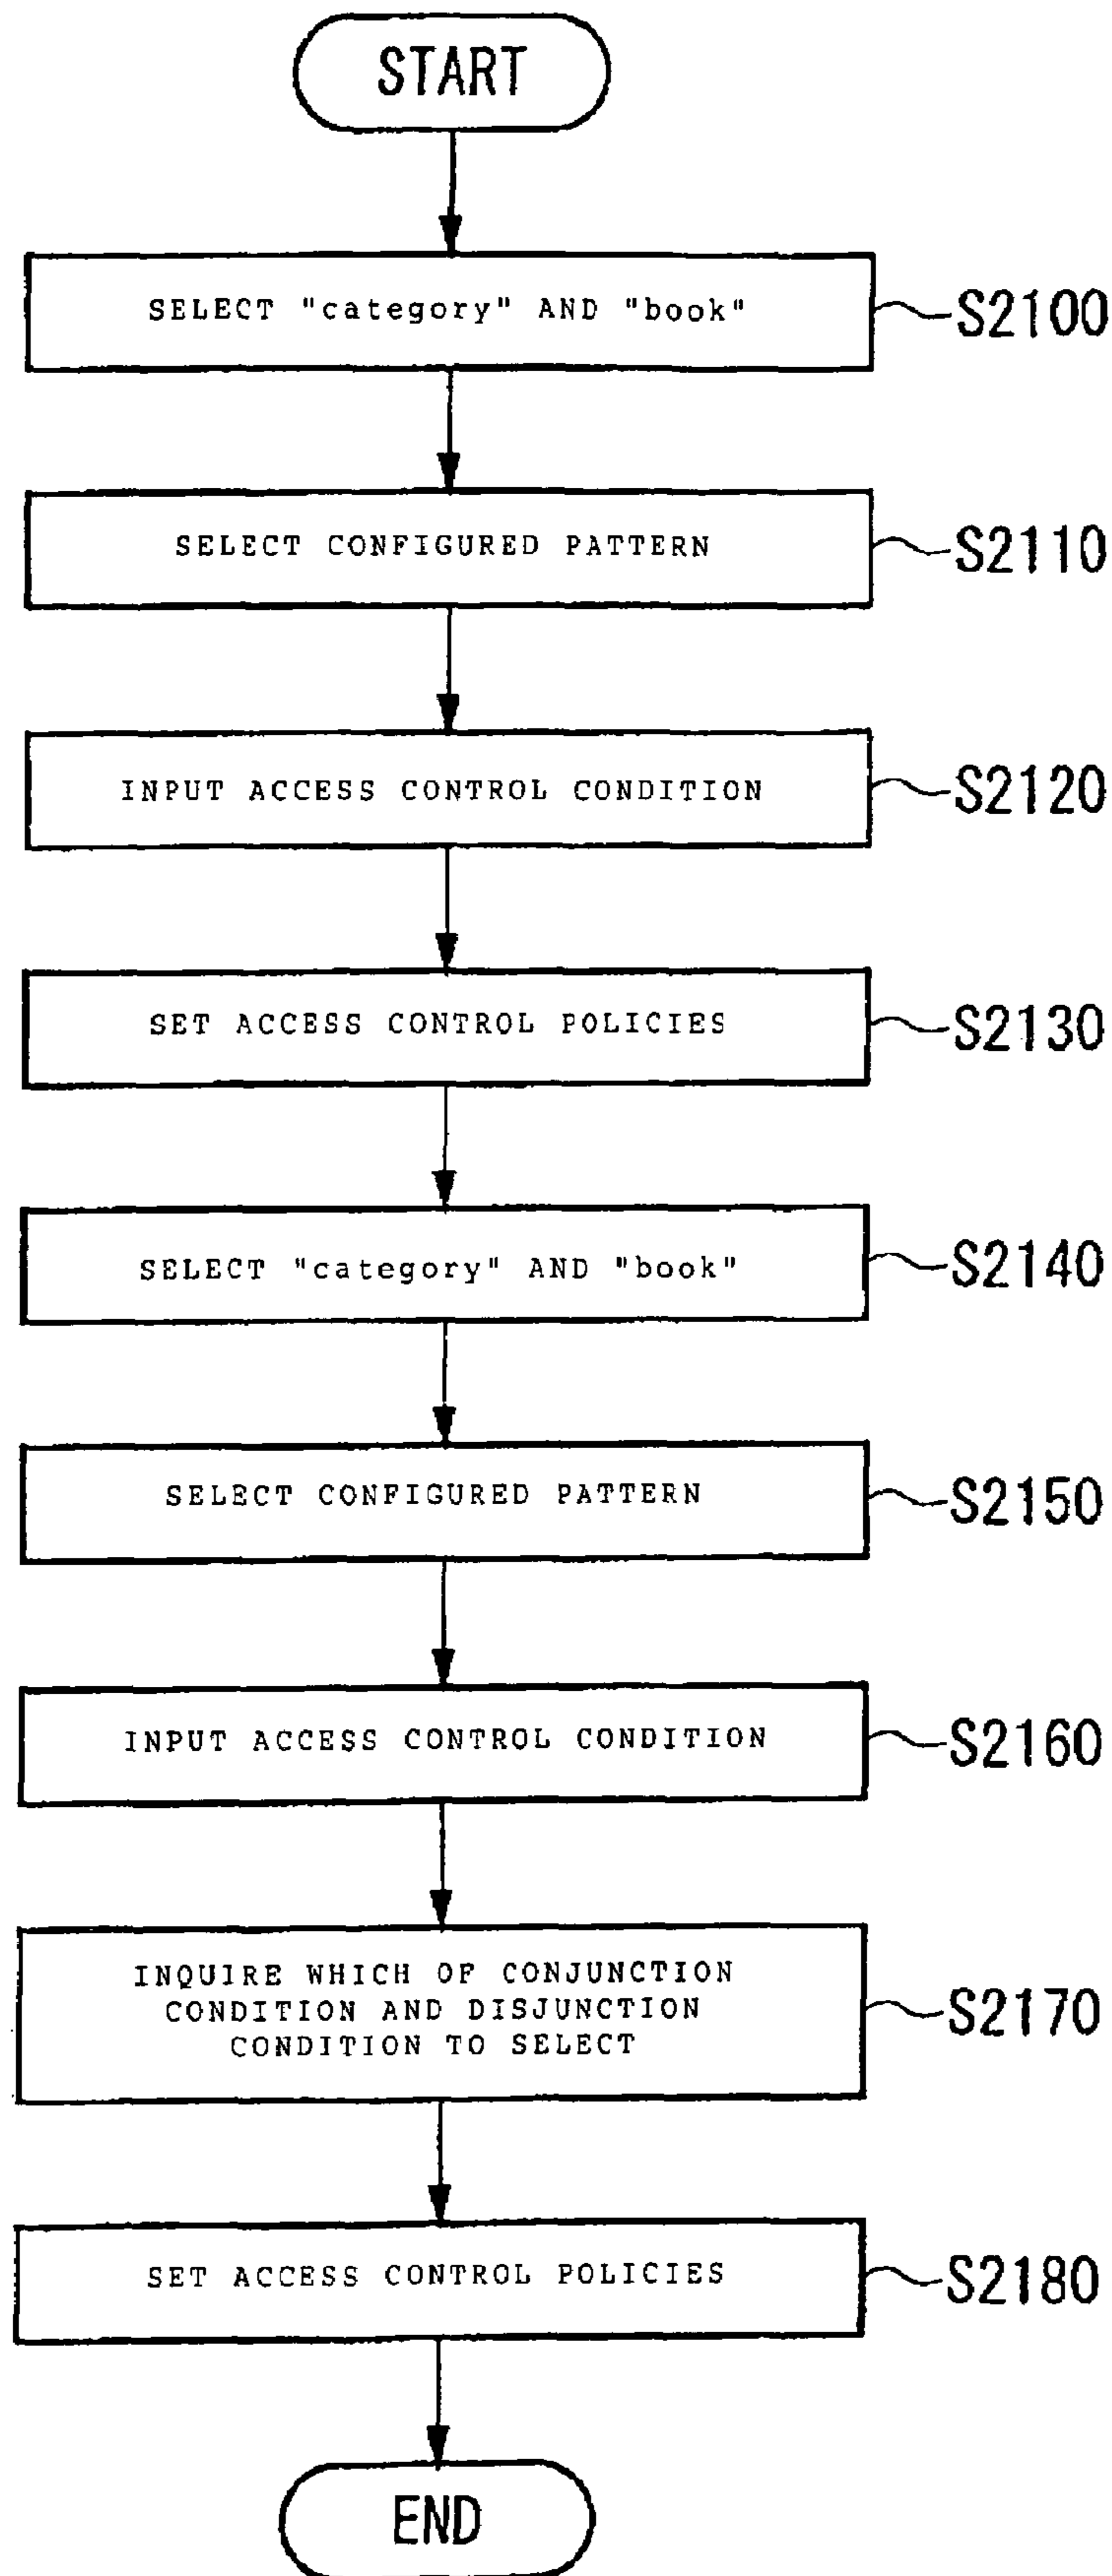 START
SELECT "category" AND "book"
S2100
SELECT CONFIGURED PATTERN
S2110
INPUT ACCESS CONTROL CONDITION
S2120
SET ACCESS CONTROL POLICIES
S2130
SELECT "category" AND "book"
S2140
SELECT CONFIGURED PATTERN
S2150
INPUT ACCESS CONTROL CONDITION
S2160
INQUIRE WHICH OF CONJUNCTION
CONDITION AND DISJUNCTION
CONDITION TO SELECT
S2170
SET ACCESS CONTROL POLICIES
S2180
END